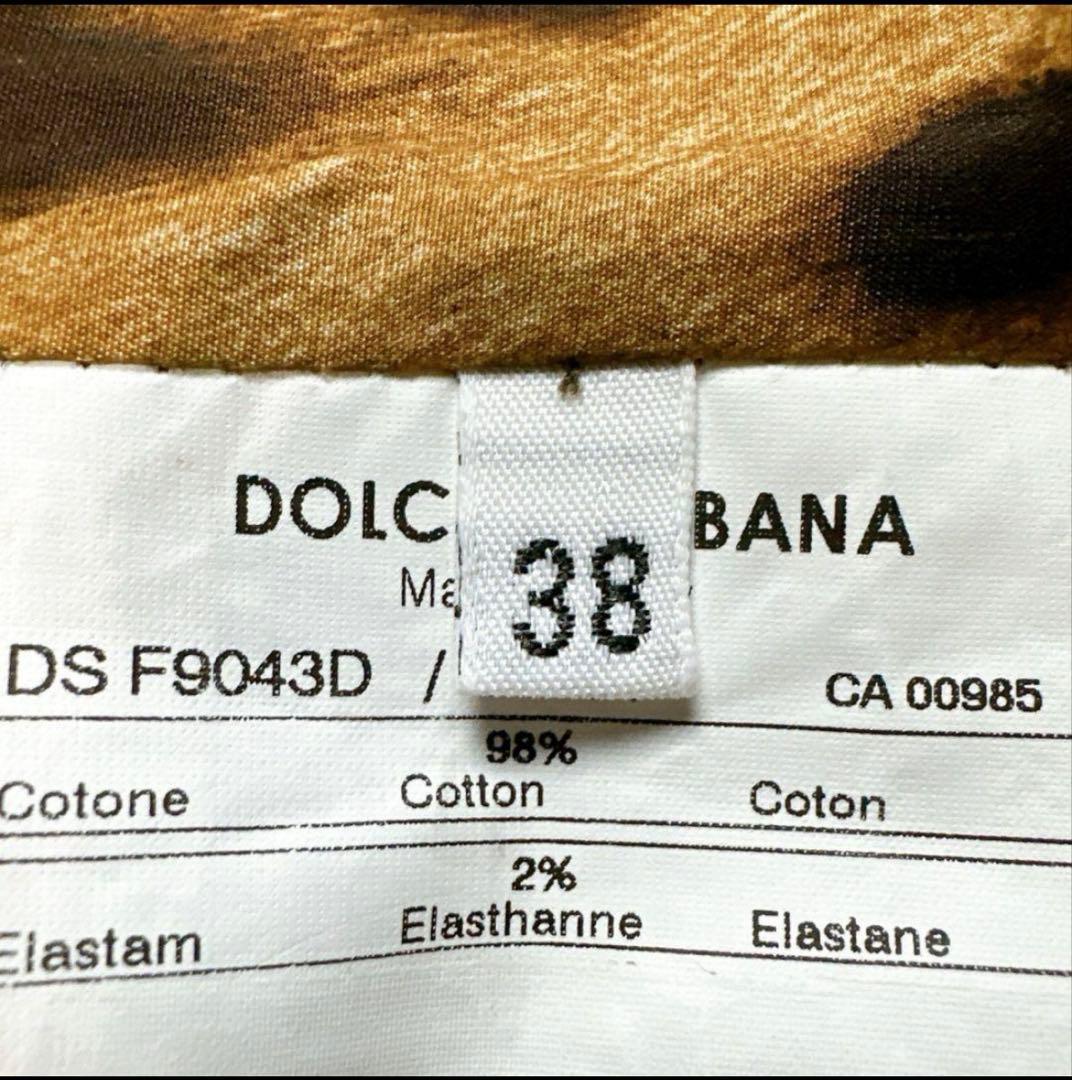 DOLC BANA
38
Ma
DS F9043D / CA 00985
98%
Cotone Cotton Coton
2%
Elastam Elasthanne Elastane